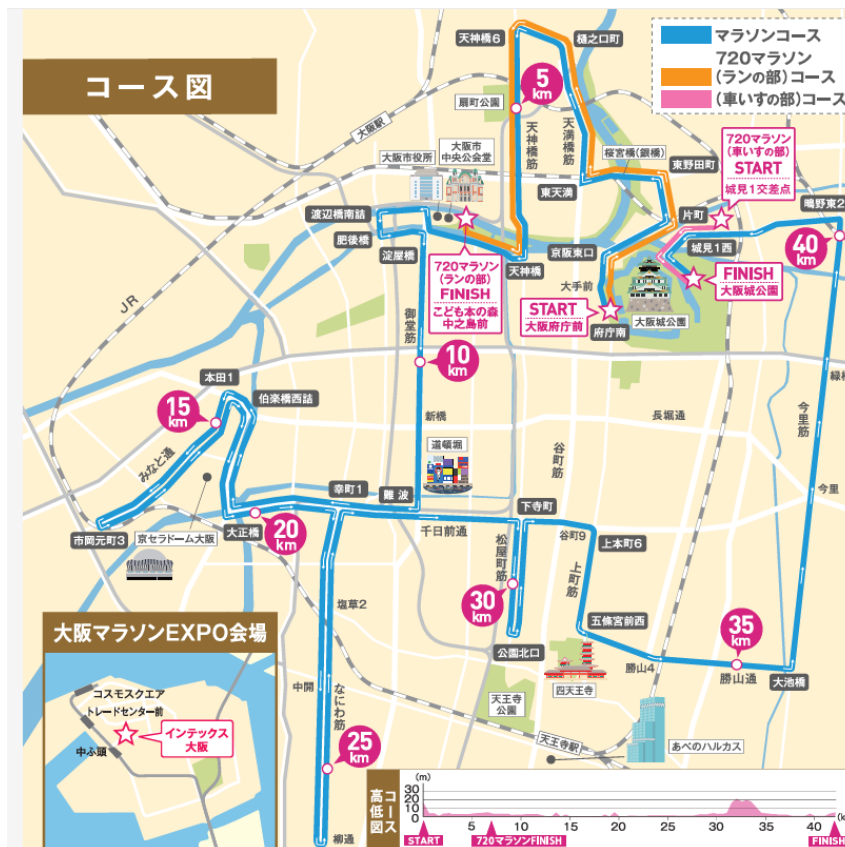 コース図
マラソンコース
720マラソン
(ランの部)コース
(車いすの部)コース
天神橋6
樋之口町
5
km
扇町公園
天神橋筋
天満橋筋
大阪駅
大阪市役所
大阪市
中央公会堂
桜宮橋(銀橋)
東野田町
720マラソン
(車いすの部)
START
城見1交差点
東天満
片町
鴫野東2
渡辺橋南詰
肥後橋
淀屋橋
京阪東口
城見1西
40
km
天神橋
720マラソン
(ランの部)
FINISH
こども本の森
中之島前
大手前
START
大阪府庁前
府庁南
大阪城公園
FINISH
大阪城公園
JR
御堂筋
10
km
本田1
伯楽橋西詰
15
km
新橋
長堀通
谷町筋
今里筋
みなと通
道頓堀
幸町1
難波
下寺町
今里
市岡元町3
京セラドーム大阪
大正橋
20
km
千日前通
松屋町筋
谷町9
上本町6
上町筋
塩草2
30
km
五條宮前西
35
km
大阪マラソンEXPO会場
公園北口
四天王寺
勝山4
勝山通
大池橋
コスモスクエア
トレードセンター前
インテックス
大阪
中ふ頭
中開
なにわ筋
天王寺
公園
天王寺駅
あべのハルカス
25
km
柳通
コース
高低図
(m)
30
20
10
0
5
10
15
20
25
30
35
40
START
720マラソンFINISH
FINISH